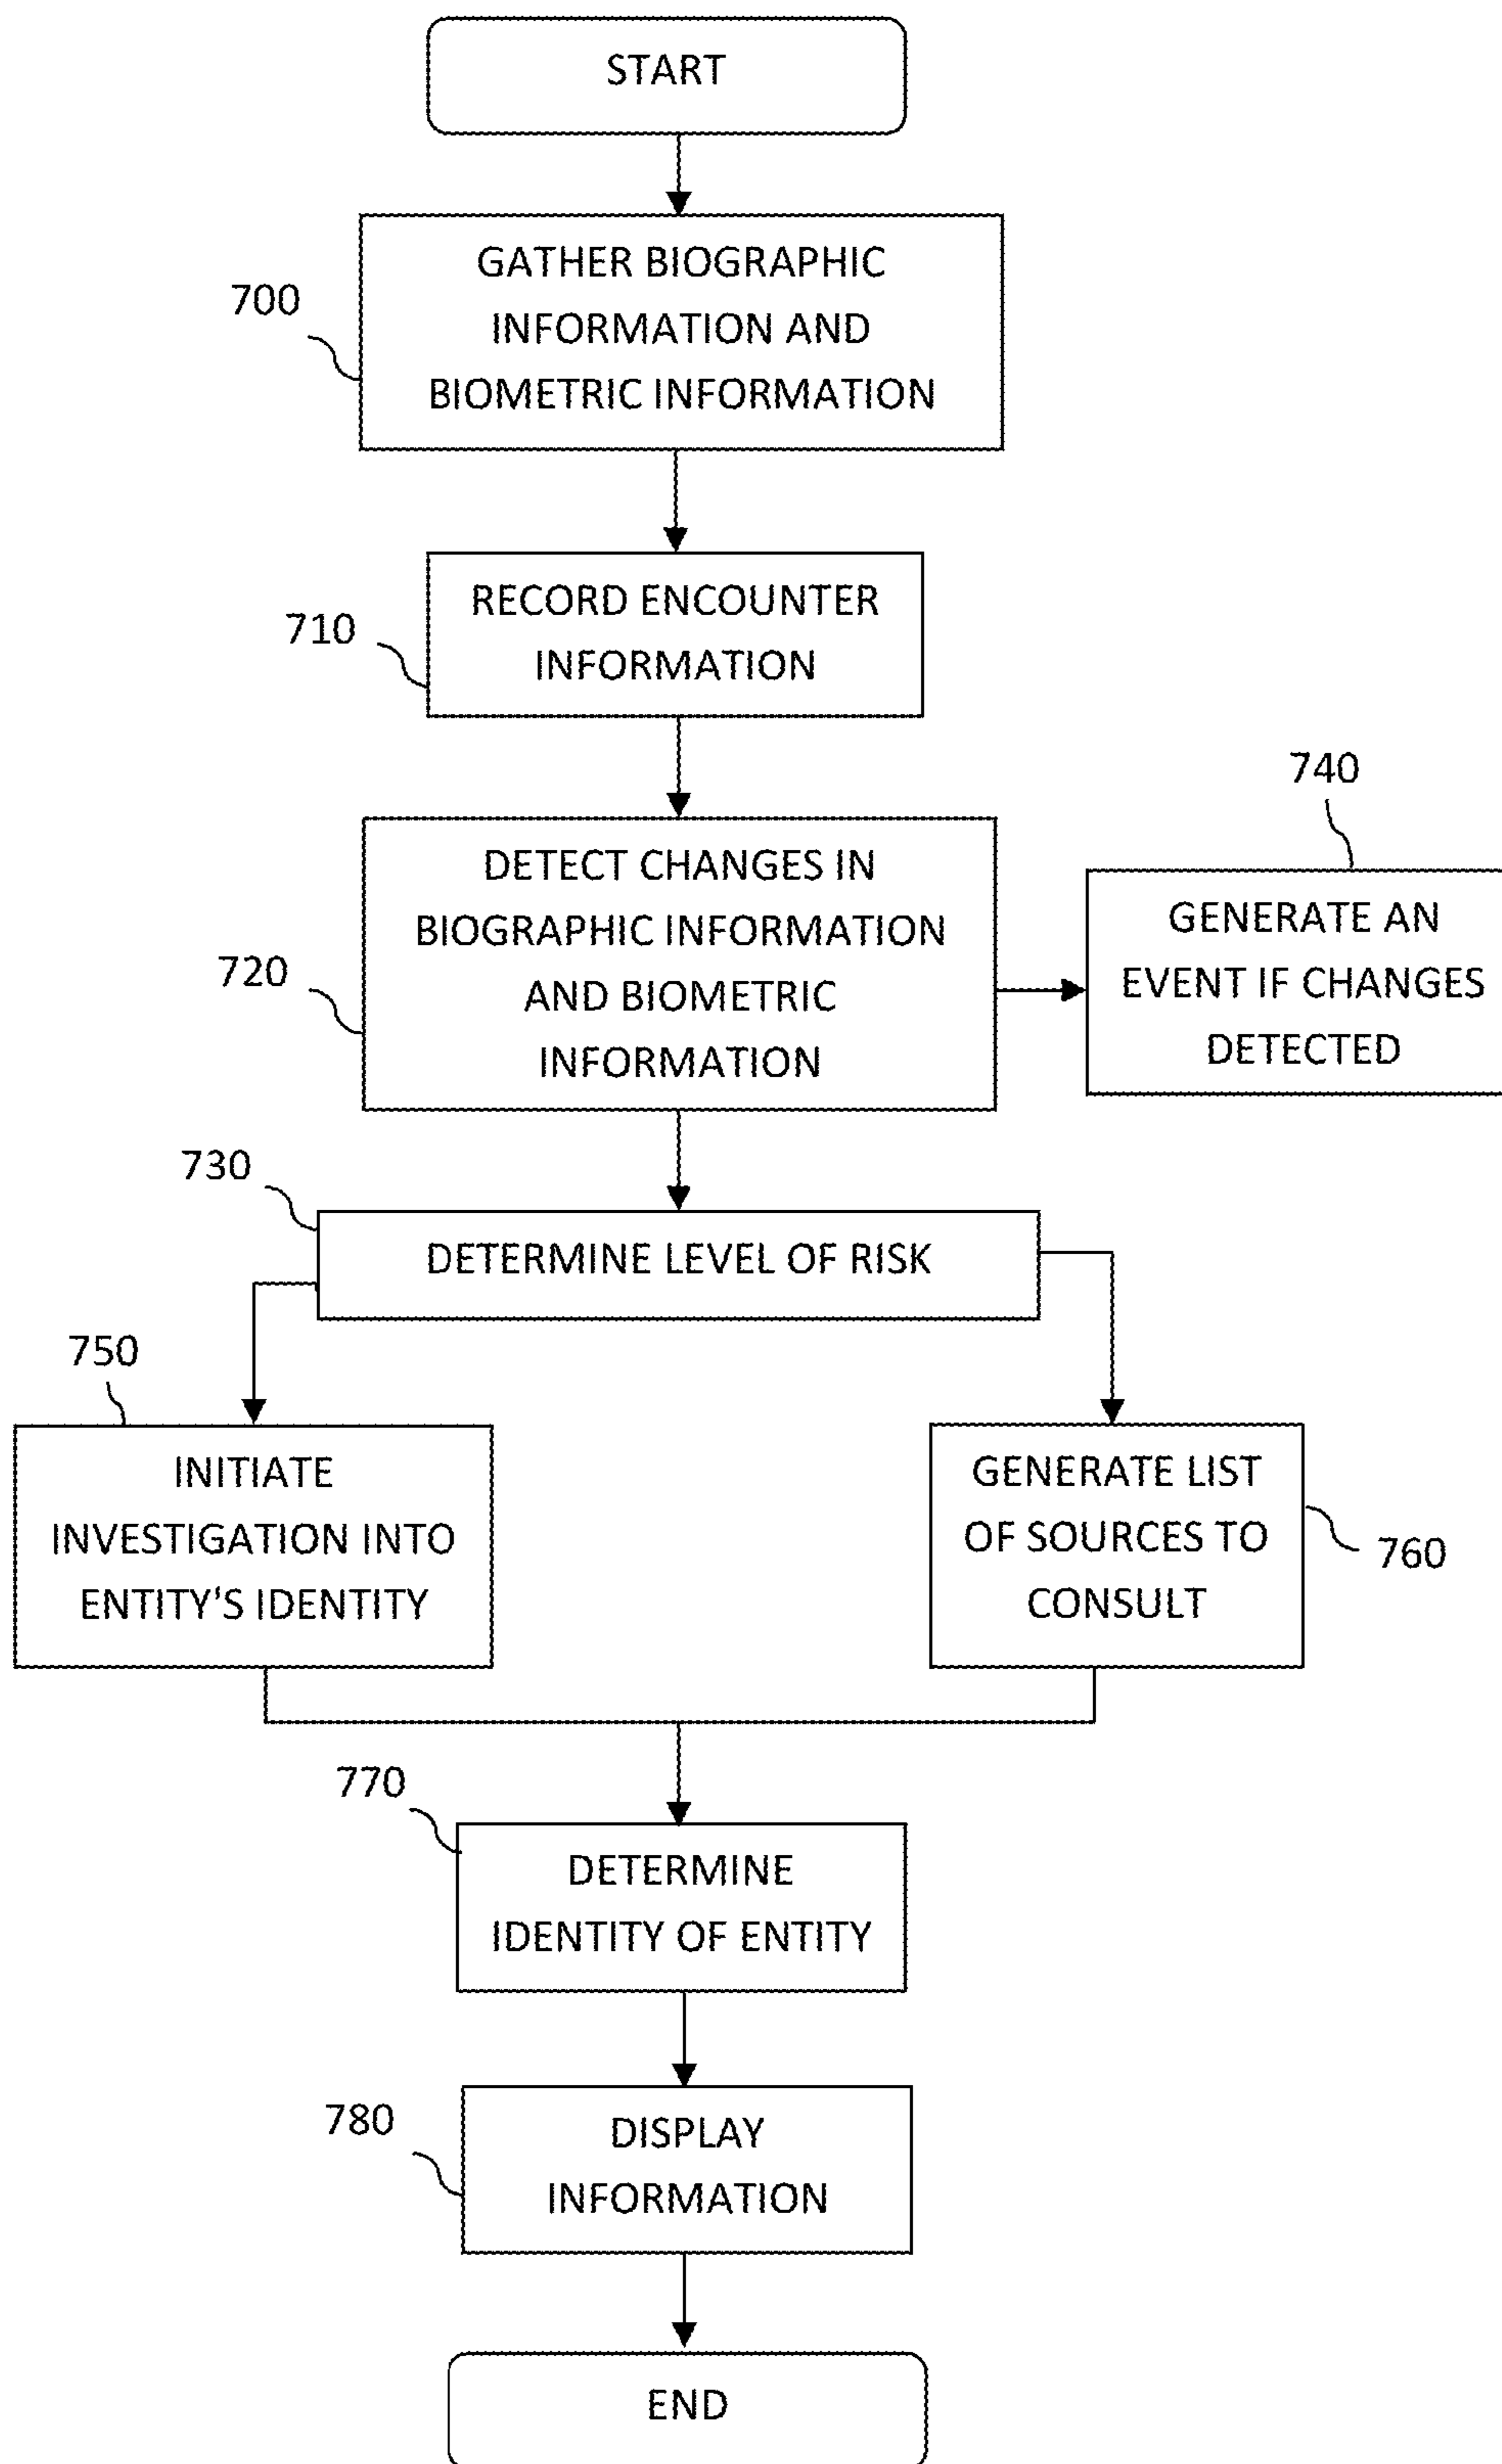 START
700
GATHER BIOGRAPHIC
INFORMATION AND
BIOMETRIC INFORMATION
710
RECORD ENCOUNTER
INFORMATION
720
DETECT CHANGES IN
BIOGRAPHIC INFORMATION
AND BIOMETRIC
INFORMATION
740
GENERATE AN
EVENT IF CHANGES
DETECTED
730
DETERMINE LEVEL OF RISK
750
INITIATE
INVESTIGATION INTO
ENTITY'S IDENTITY
GENERATE LIST
OF SOURCES TO
CONSULT
760
770
DETERMINE
IDENTITY OF ENTITY
780
DISPLAY
INFORMATION
END